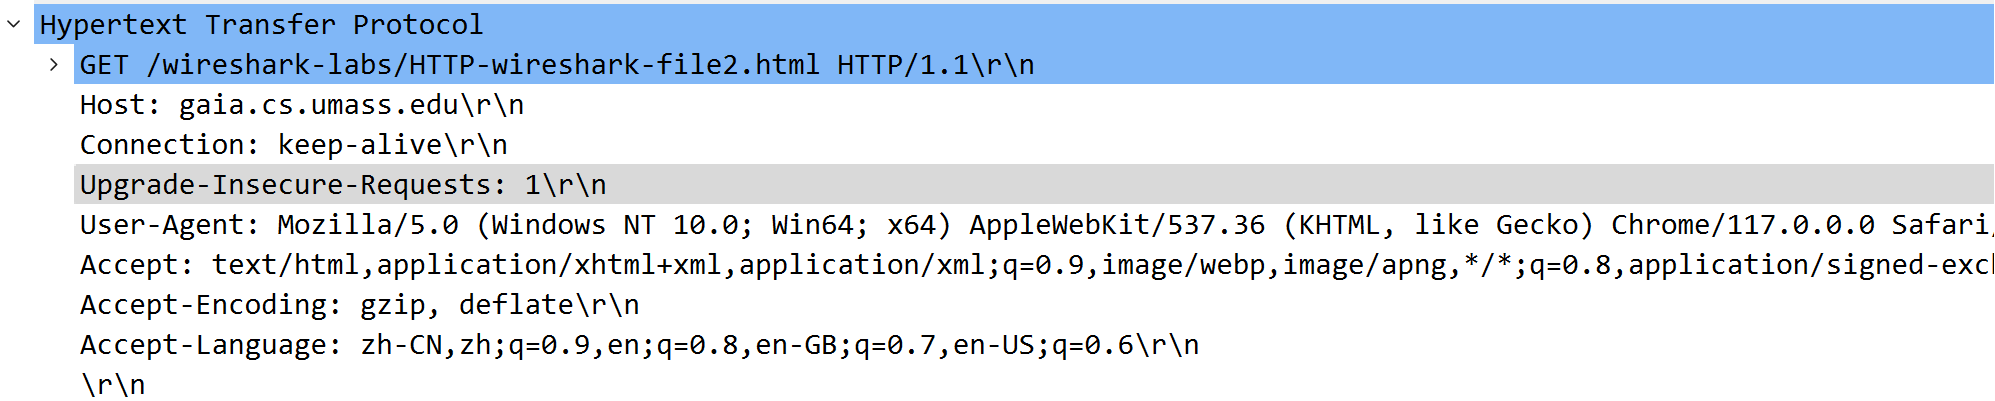 Hypertext Transfer Protocol
GET /wireshark-labs/HTTP-wireshark-file2.html HTTP/1.1\r\n
Host: gaia.cs.umass.edu\r\n
Connection: keep-alive\r\n
Upgrade-Insecure-Requests: 1\r\n
User-Agent: Mozilla/5.0 (Windows NT 10.0; Win64; x64) AppleWebKit/537.36 (KHTML, like Gecko) Chrome/117.0.0.0 Safari/
Accept: text/html,application/xhtml+xml,application/xml;q=0.9,image/webp,image/apng,*/*;q=0.8,application/signed-exc
Accept-Encoding: gzip, deflate\r\n
Accept-Language: zh-CN,zh;q=0.9,en;q=0.8,en-GB;q=0.7,en-US;q=0.6\r\n
\r\n